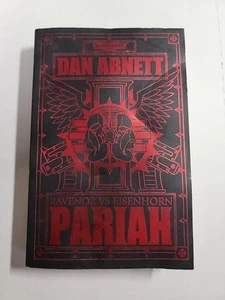 DAN ABNETT
RAVENOR VS EISENHORN
PARIAH